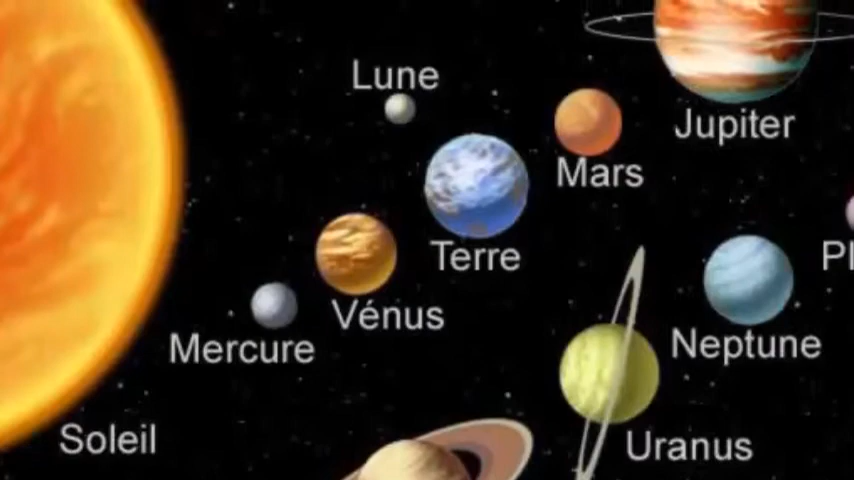 Lune
Jupiter
Mars
Terre
Vénus
Mercure
Neptune
Soleil
Uranus